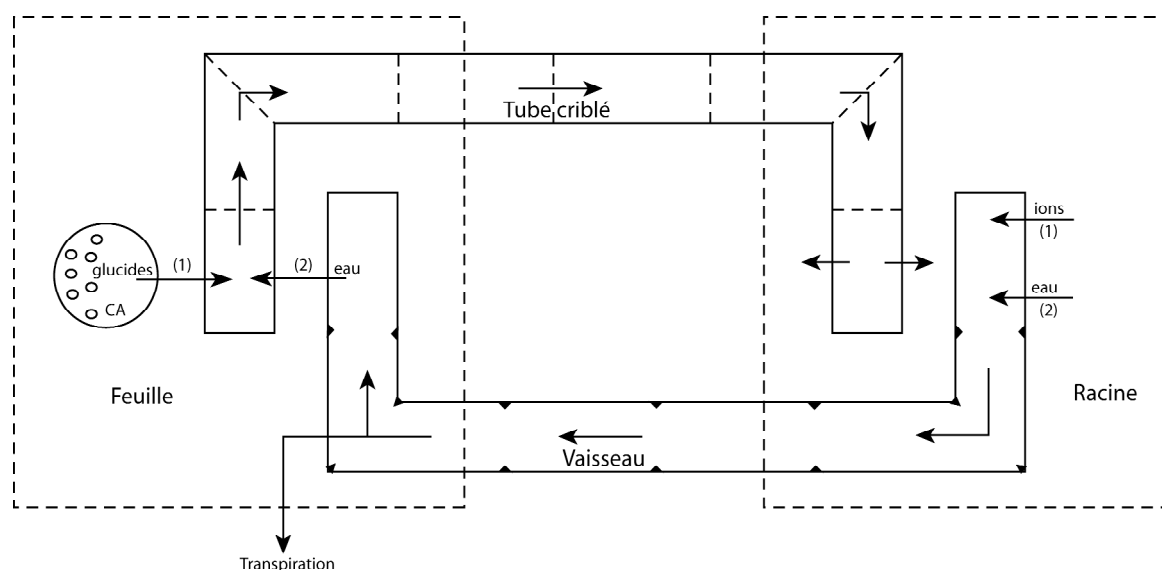 Tube criblé
glucides
(1)
(2)
eau
CA
ions
(1)
eau
(2)
Feuille
Racine
Vaisseau
Transpiration